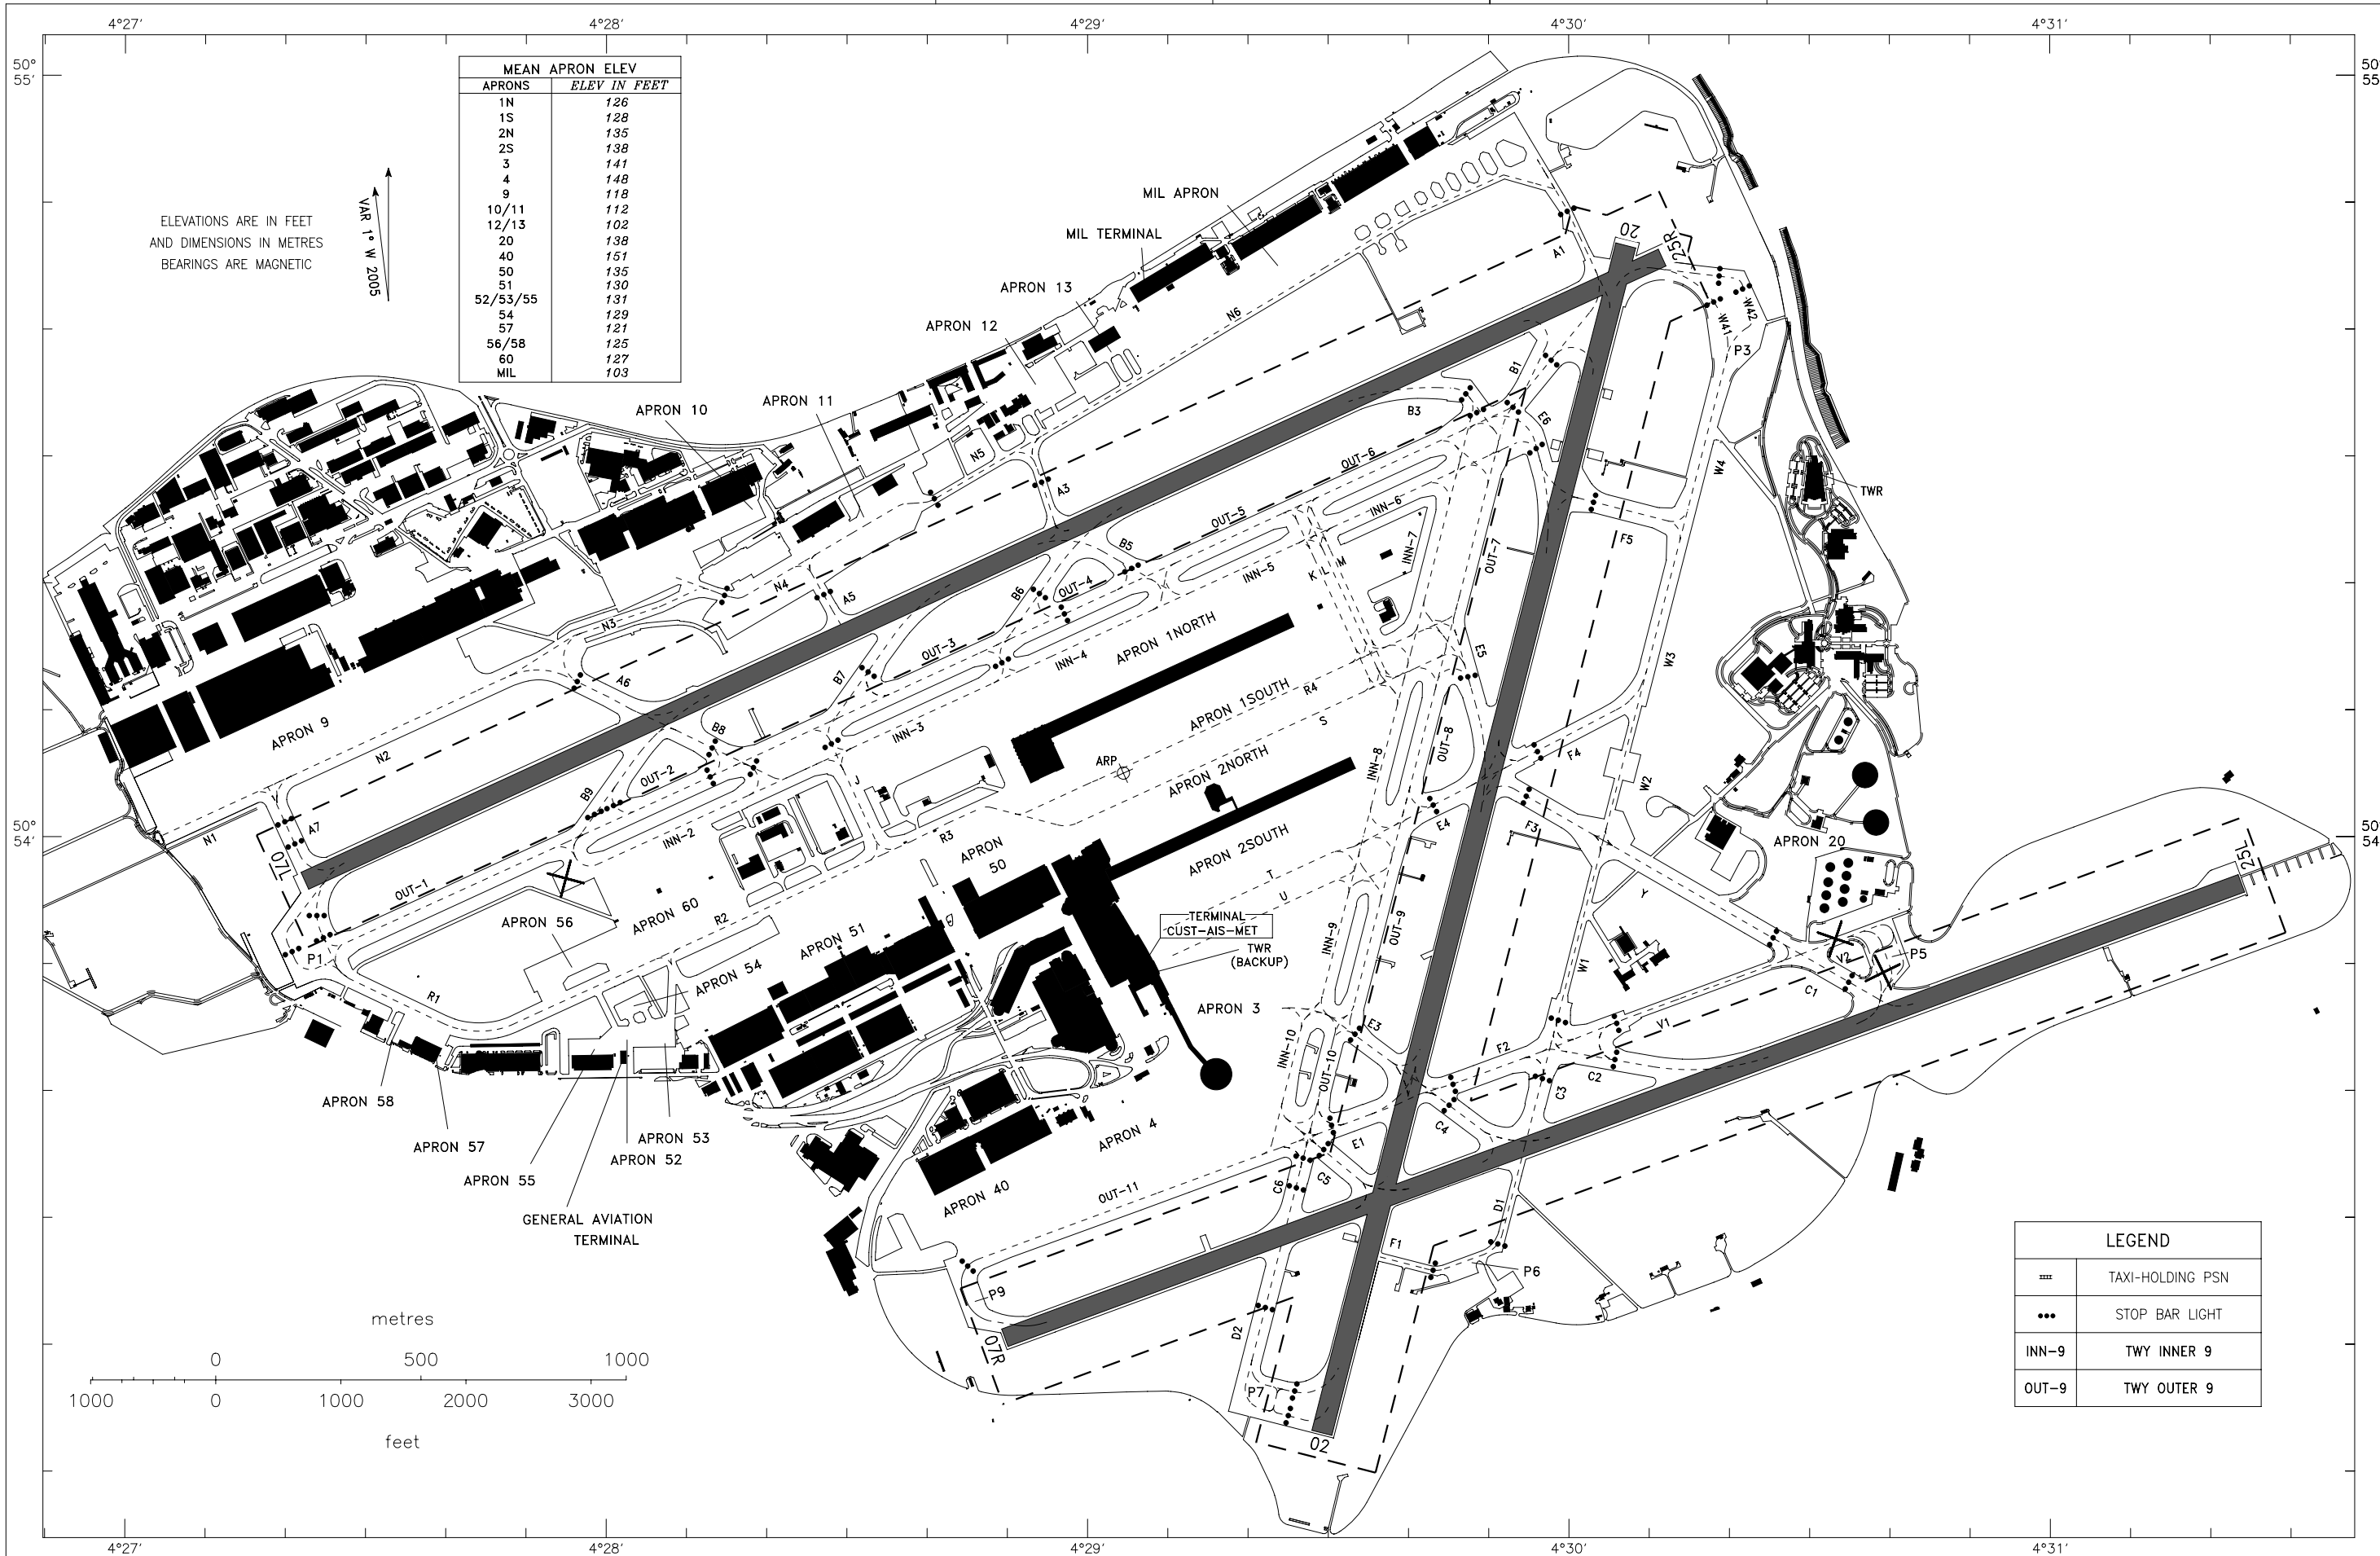 4°27' 4°28' 4°29' 4°30' 4°31'
50°
55'
50°
55'
MEAN APRON ELEV
APRONS ELEV IN FEET
1N 126
1S 128
2N 135
2S 138
3 141
4 148
9 118
10/11 112
12/13 102
20 138
40 151
50 135
51 130
52/53/55 131
54 129
57 121
56/58 125
60 127
MIL 103
ELEVATIONS ARE IN FEET
AND DIMENSIONS IN METRES
BEARINGS ARE MAGNETIC
VAR 1° W 2005
MIL APRON
MIL TERMINAL
APRON 13
APRON 12
APRON 11
APRON 10
N6
A1
20
25R
W42
W41
P3
B1
B3
E6
N5
A3
OUT-6
W4
TWR
OUT-5
INN-6
INN-7
OUT-7
F5
B5
INN-5
K L M
N4
A5
B6
OUT-4
N3
OUT-3
INN-4
APRON 1NORTH
E5
W3
A6
B7
APRON 1SOUTH
R4
S
APRON 9
N2
B8
INN-3
ARP
APRON 2NORTH
INN-8
OUT-8
F4
OUT-2
J
B9
W2
N1
A7
07L
INN-2
R3
APRON
50
APRON 2SOUTH
E4
F3
APRON 20
50°
54'
50°
54'
25L
OUT-1
T
U
Y
APRON 56
APRON 60
R2
APRON 51
TERMINAL
CUST-AIS-MET
TWR
(BACKUP)
INN-9
OUT-9
P1
APRON 54
W1
V2
P5
C1
R1
APRON 3
E3
V1
INN-10
OUT-10
F2
C2
C3
APRON 58
APRON 57
APRON 55
APRON 53
APRON 52
GENERAL AVIATION
TERMINAL
APRON 4
APRON 40
E1
C4
C5
C6
OUT-11
D1
F1
P6
P9
07R
D2
P7
02
metres
0 500 1000
1000 0 1000 2000 3000
feet
LEGEND
TAXI-HOLDING PSN
STOP BAR LIGHT
INN-9 TWY INNER 9
OUT-9 TWY OUTER 9
4°27' 4°28' 4°29' 4°30' 4°31'